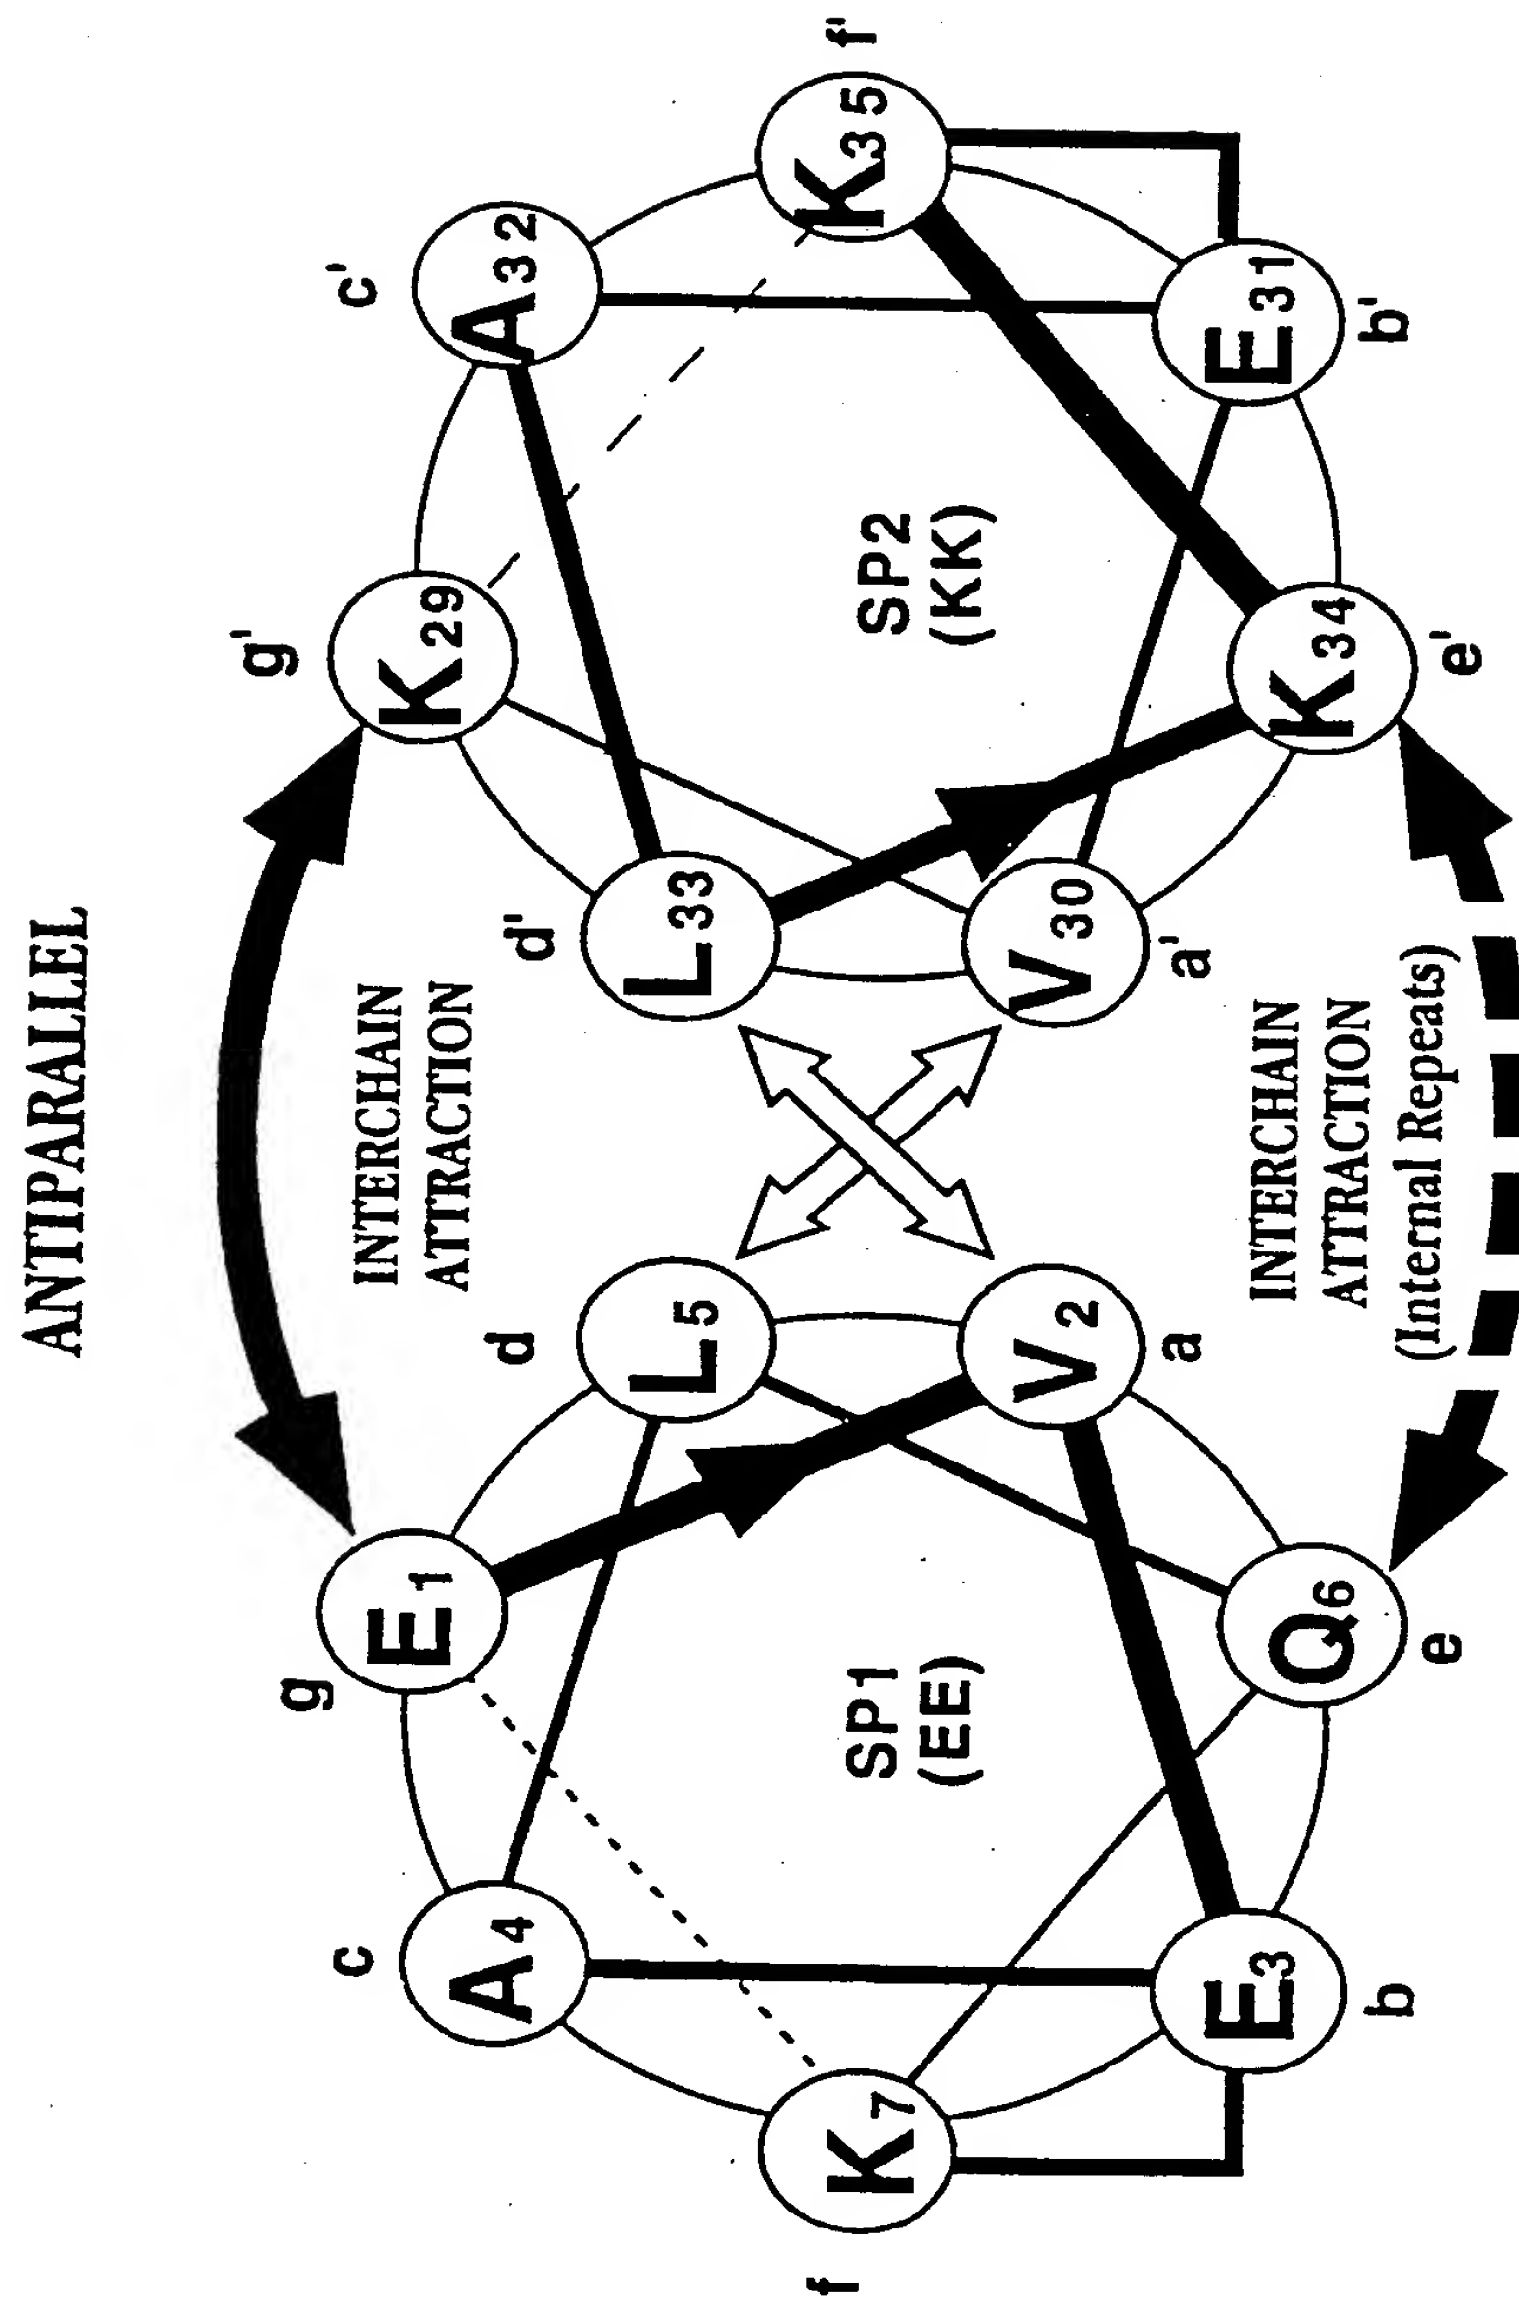 ANTIPARALLEL
g
g'
c
c'
INTERCHAIN
ATTRACTION
E1
K29
A4
A32
d
d'
L5
L33
f
K7
SP1
(EE)
SP2
(KK)
K35
f'
V2
V30
a
a'
E3
E31
b
b'
Q6
K34
e
e'
INTERCHAIN
ATTRACTION
(Internal Repeats)